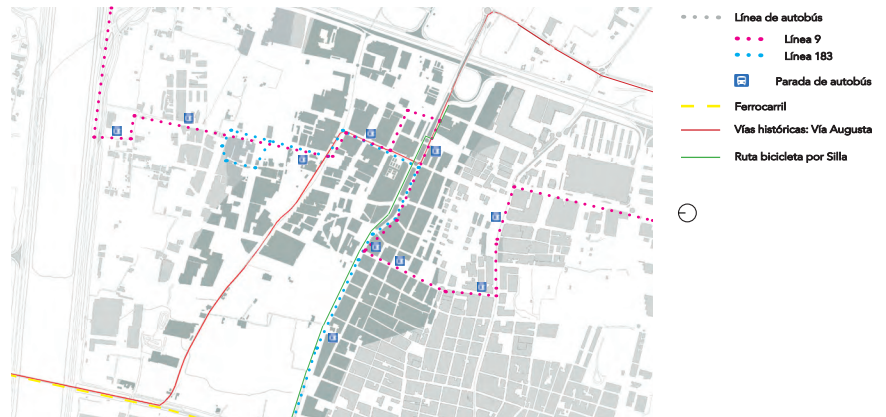 Línea de autobús
Línea 9
Línea 183
Parada de autobús
Ferrocarril
Vías históricas: Vía Augusta
Ruta bicicleta por Silla